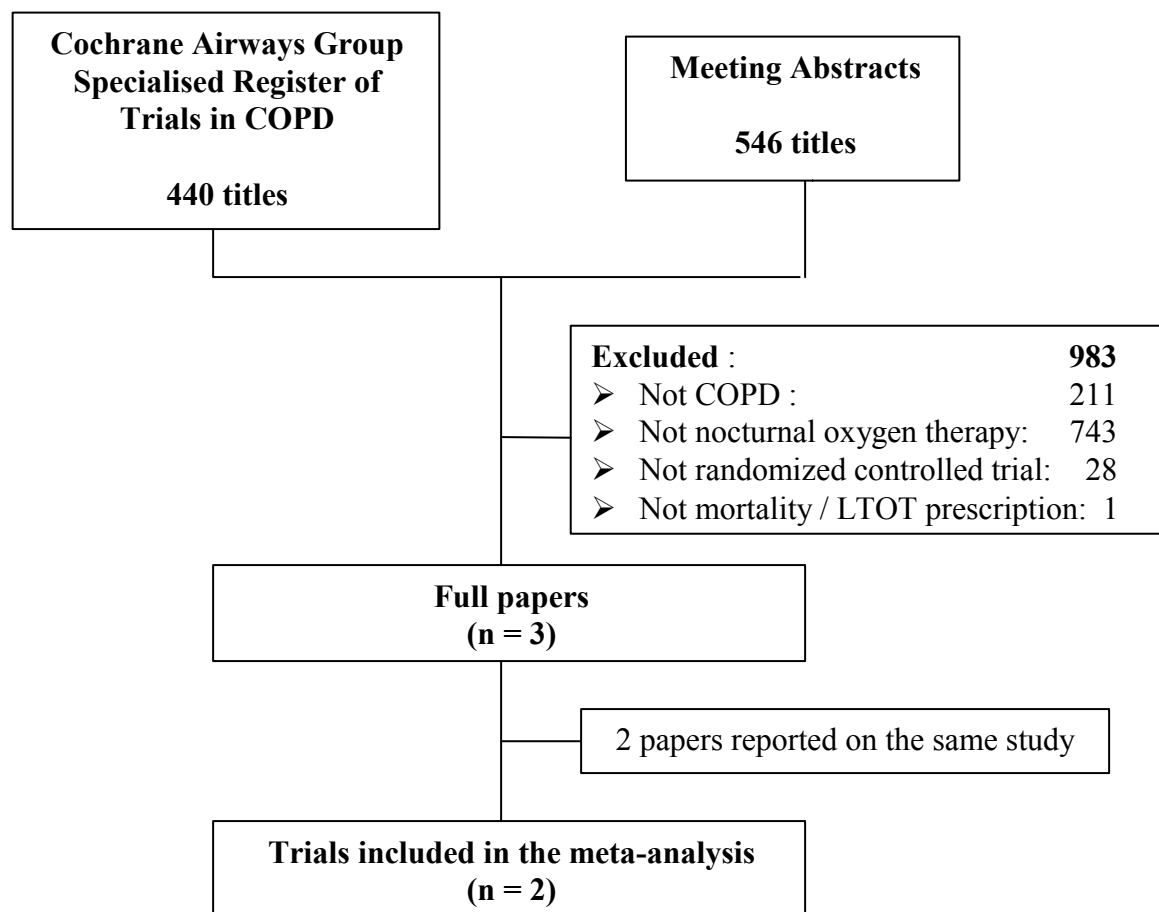 Cochrane Airways Group
Specialised Register of
Trials in COPD
440 titles
Meeting Abstracts
546 titles
Excluded : 983
➢ Not COPD : 211
➢ Not nocturnal oxygen therapy: 743
➢ Not randomized controlled trial: 28
➢ Not mortality / LTOT prescription: 1
Full papers
(n = 3)
2 papers reported on the same study
Trials included in the meta-analysis
(n = 2)